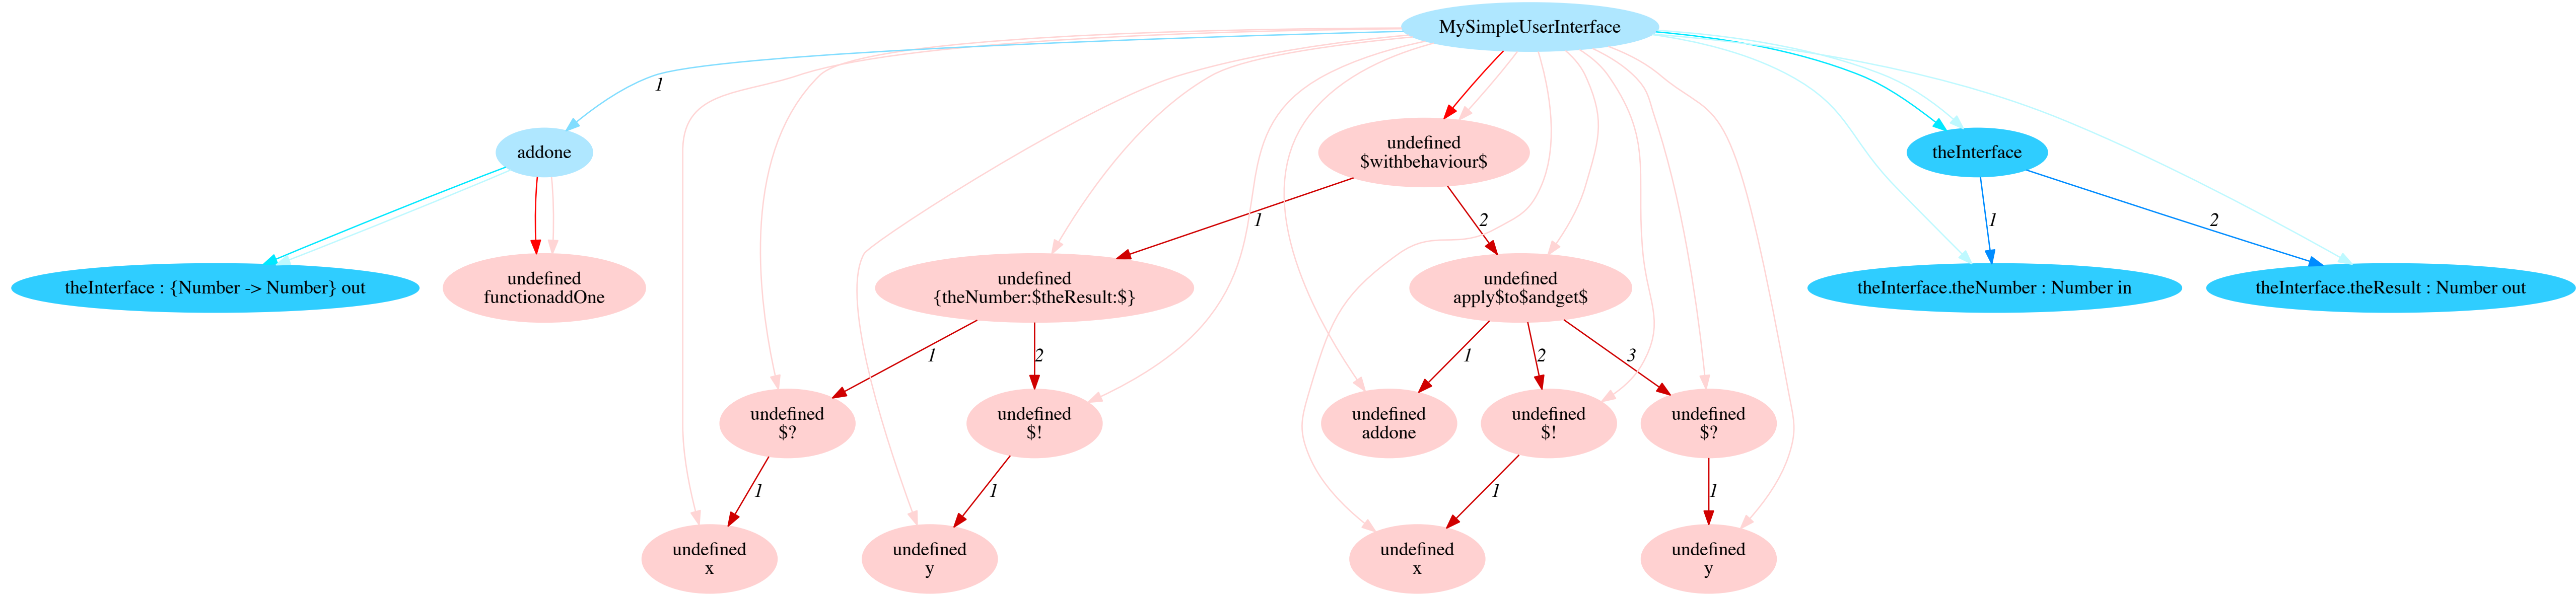 MySimpleUserInterface
1
addone
undefined
$withbehaviour$
theInterface
1
2
1
2
theInterface : {Number -> Number} out
undefined
functionaddOne
undefined
{theNumber:$theResult:$}
undefined
apply$to$andget$
theInterface.theNumber : Number in
theInterface.theResult : Number out
1
2
1
2
3
undefined
$?
undefined
$!
undefined
addone
undefined
$!
undefined
$?
1
1
1
1
undefined
x
undefined
y
undefined
x
undefined
y